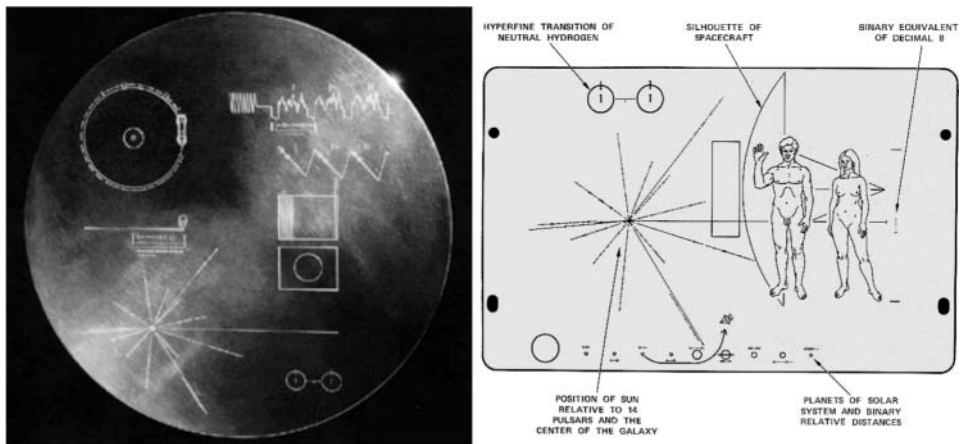 HYPERFINE TRANSITION OF
NEUTRAL HYDROGEN
SILHOUETTE OF
SPACECRAFT
BINARY EQUIVALENT
OF DECIMAL 8
POSITION OF SUN
RELATIVE TO 14
PULSARS AND THE
CENTER OF THE GALAXY
PLANETS OF SOLAR
SYSTEM AND BINARY
RELATIVE DISTANCES